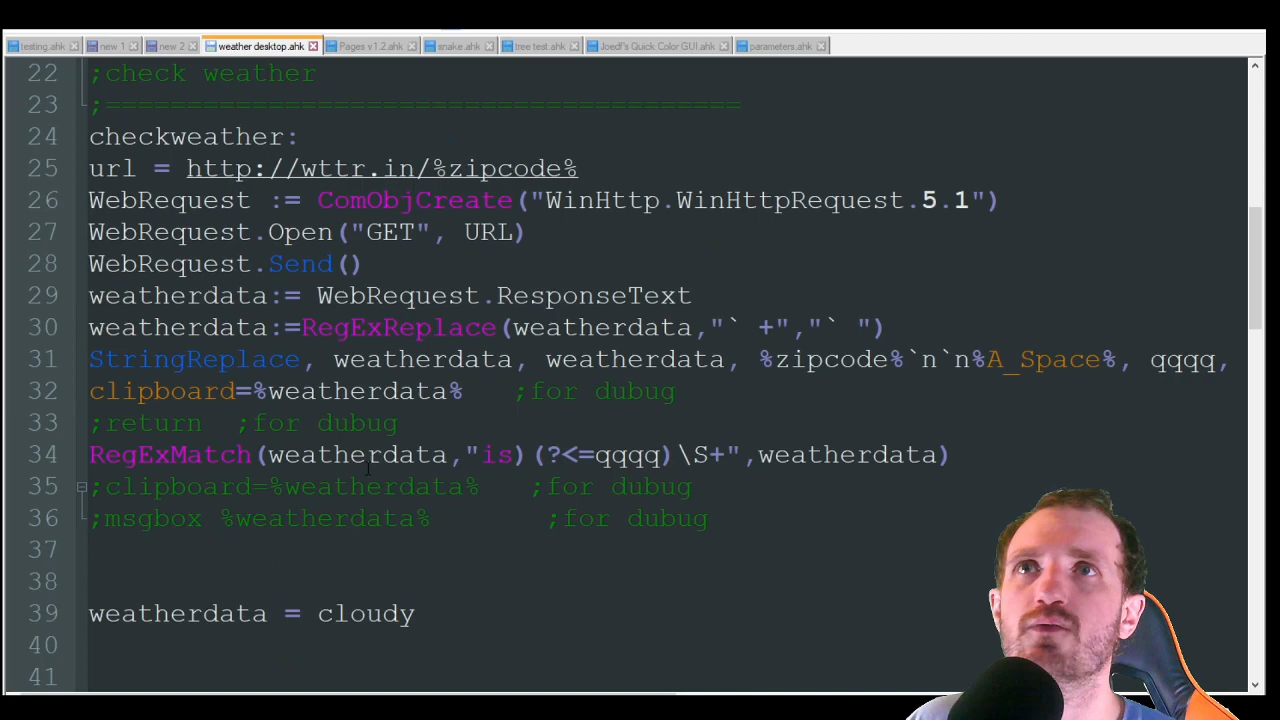 testing.ahk new 1 new 2 weather desktop.ahk Pages v1.2.ahk snake.ahk tree test.ahk Joedf's Quick Color GUI.ahk parameters.ahk
22 ;check weather
23 ;=======================================
24 checkweather:
25 url = http://wttr.in/%zipcode%
26 WebRequest := ComObjCreate("WinHttp.WinHttpRequest.5.1")
27 WebRequest.Open("GET", URL)
28 WebRequest.Send()
29 weatherdata:= WebRequest.ResponseText
30 weatherdata:=RegExReplace(weatherdata,"` +","` ")
31 StringReplace, weatherdata, weatherdata, %zipcode%`n`n%A_Space%, qqqq,
32 clipboard=%weatherdata% ;for dubug
33 ;return ;for dubug
34 RegExMatch(weatherdata,"is)(?<=qqqq)\S+",weatherdata)
35 ;clipboard=%weatherdata% ;for dubug
36 ;msgbox %weatherdata% ;for dubug
37
38
39 weatherdata = cloudy
40
41